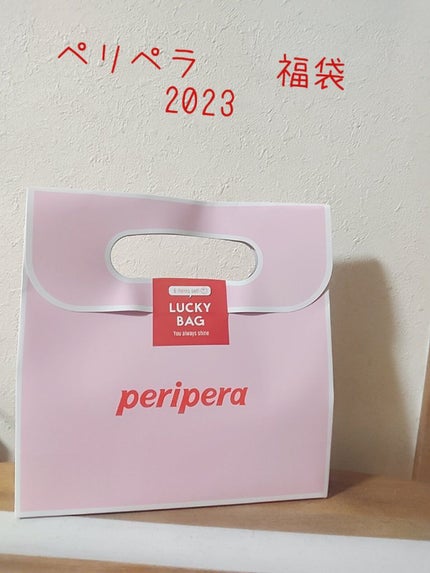 ペリペラ 福袋
2023
LUCKY
BAG
You always shine
peripera